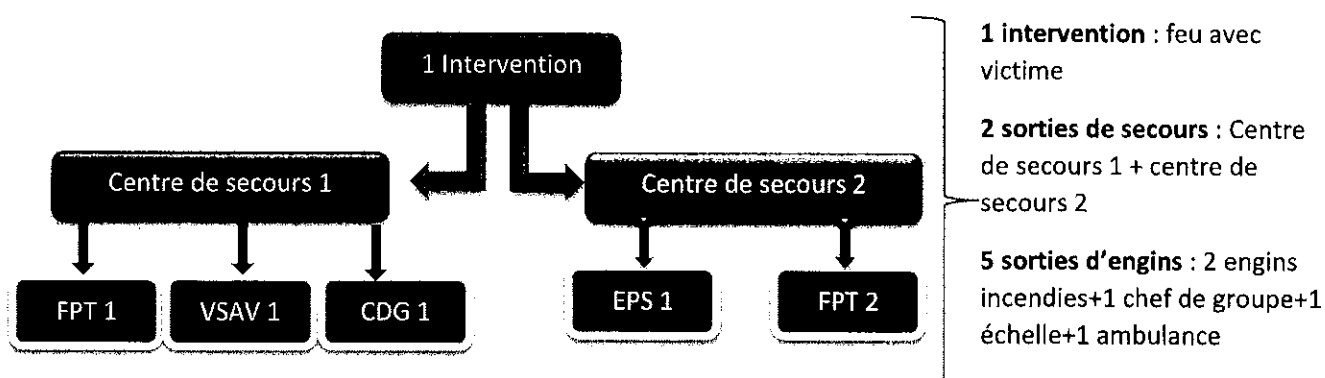 1 Intervention
Centre de secours 1
Centre de secours 2
FPT 1
VSAV 1
CDG 1
EPS 1
FPT 2
1 intervention : feu avec
victime
2 sorties de secours : Centre
de secours 1 + centre de
secours 2
5 sorties d'engins : 2 engins
incendies+1 chef de groupe+1
échelle+1 ambulance